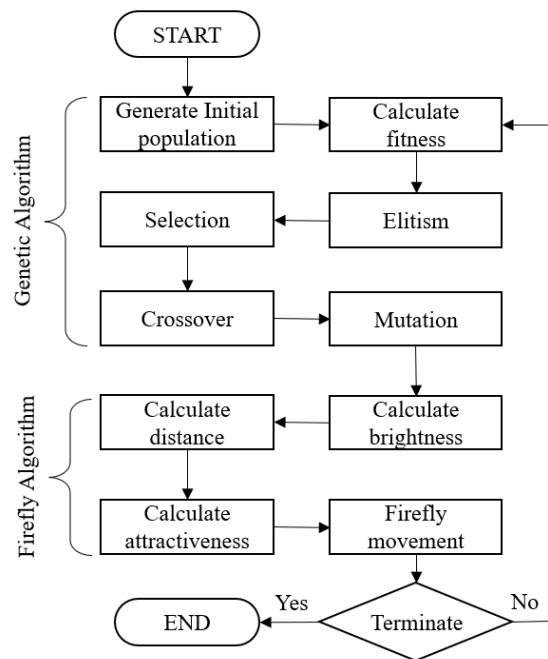 START
Generate Initial
population
Calculate
fitness
Selection
Elitism
Crossover
Mutation
Genetic Algorithm
Calculate
distance
Calculate
brightness
Calculate
attractiveness
Firefly
movement
Firefly Algorithm
END
Yes
Terminate
No